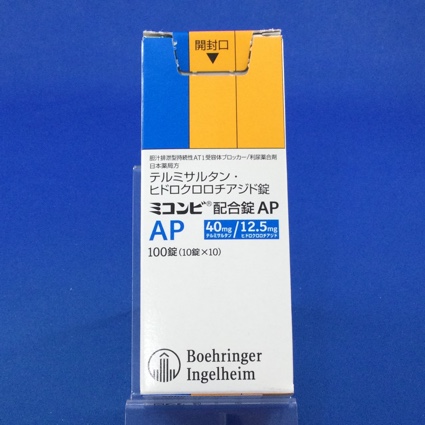 開封口
胆汁排泄型持続性AT1受容体ブロッカー/利尿薬合剤
日本薬局方
テルミサルタン・
ヒドロクロロチアジド錠
ミコンビ®配合錠AP
AP 40mg/12.5mg
テルミサルタン ヒドロクロロチアジド
100錠(10錠×10)
Boehringer
Ingelheim